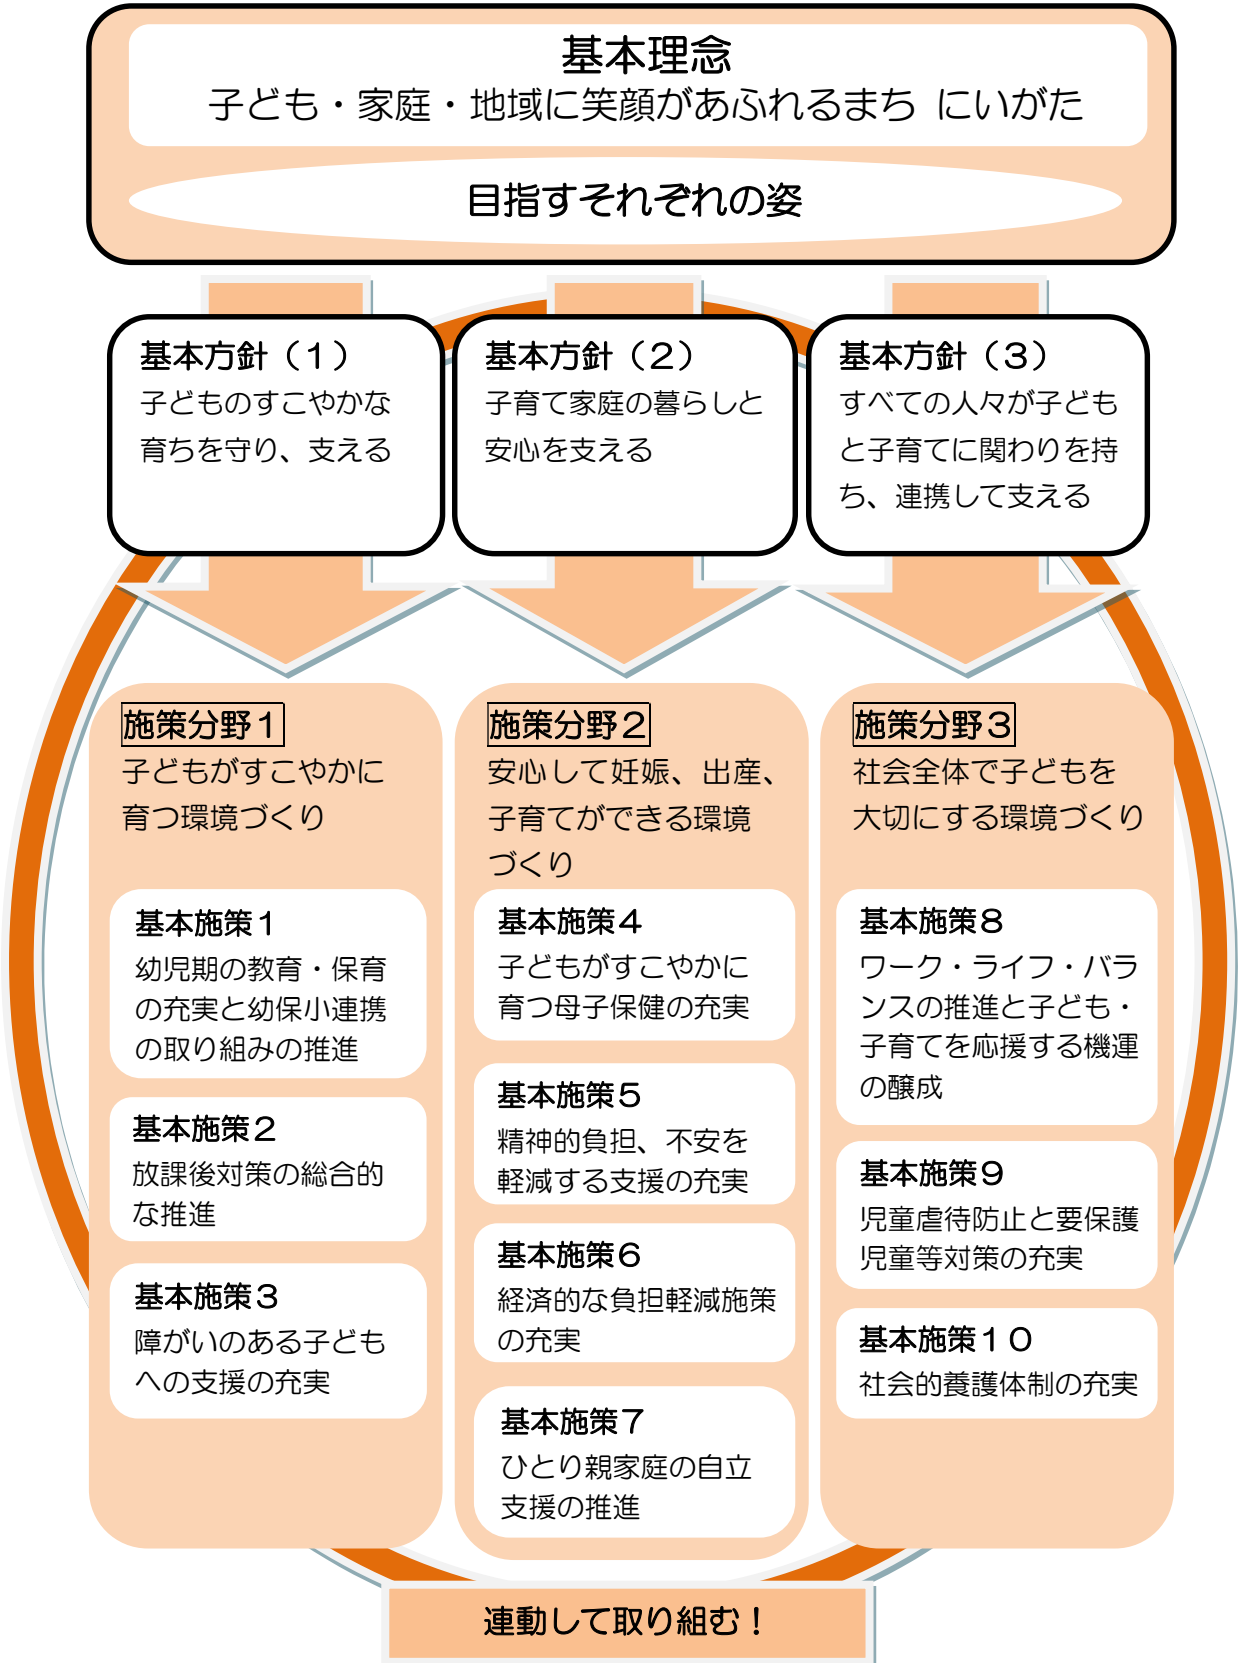 基本理念
子ども・家庭・地域に笑顔があふれるまち にいがた
目指すそれぞれの姿
基本方針（１）
子どものすこやかな
育ちを守り、支える
基本方針（２）
子育て家庭の暮らしと
安心を支える
基本方針（３）
すべての人々が子ども
と子育てに関わりを持
ち、連携して支える
施策分野１
子どもがすこやかに
育つ環境づくり
基本施策１
幼児期の教育・保育
の充実と幼保小連携
の取り組みの推進
基本施策２
放課後対策の総合的
な推進
基本施策３
障がいのある子ども
への支援の充実
施策分野２
安心して妊娠、出産、
子育てができる環境
づくり
基本施策４
子どもがすこやかに
育つ母子保健の充実
基本施策５
精神的負担、不安を
軽減する支援の充実
基本施策６
経済的な負担軽減施策
の充実
基本施策７
ひとり親家庭の自立
支援の推進
施策分野３
社会全体で子どもを
大切にする環境づくり
基本施策８
ワーク・ライフ・バラ
ンスの推進と子ども・
子育てを応援する機運
の醸成
基本施策９
児童虐待防止と要保護
児童等対策の充実
基本施策１０
社会的養護体制の充実
連動して取り組む！